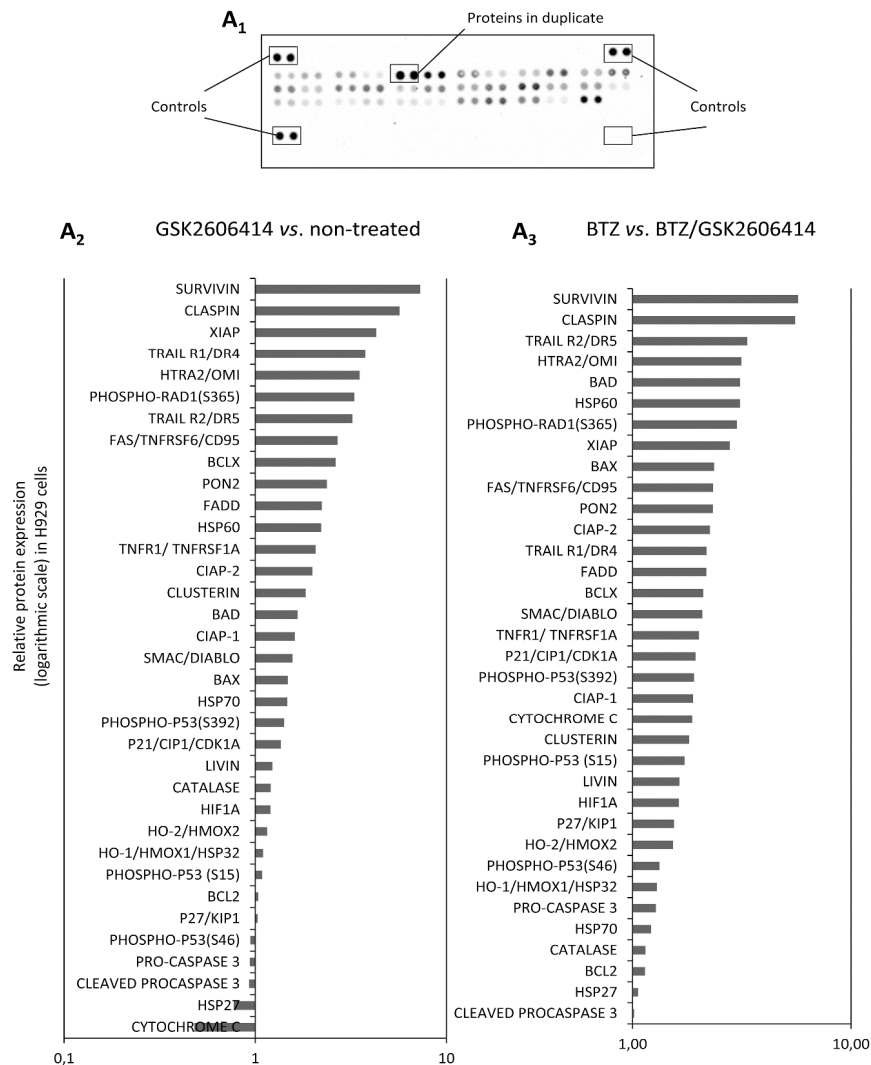 A1
Proteins in duplicate
Controls
Controls
A2
GSK2606414 vs. non-treated
Relative protein expression
(logarithmic scale) in H929 cells
SURVIVIN
CLASPIN
XIAP
TRAIL R1/DR4
HTRA2/OMI
PHOSPHO-RAD1(S365)
TRAIL R2/DR5
FAS/TNFRSF6/CD95
BCLX
PON2
FADD
HSP60
TNFR1/ TNFRSF1A
CIAP-2
CLUSTERIN
BAD
CIAP-1
SMAC/DIABLO
BAX
HSP70
PHOSPHO-P53(S392)
P21/CIP1/CDK1A
LIVIN
CATALASE
HIF1A
HO-2/HMOX2
HO-1/HMOX1/HSP32
PHOSPHO-P53 (S15)
BCL2
P27/KIP1
PHOSPHO-P53(S46)
PRO-CASPASE 3
CLEAVED PROCASPASE 3
HSP27
CYTOCHROME C
0,1
1
10
A3
BTZ vs. BTZ/GSK2606414
SURVIVIN
CLASPIN
TRAIL R2/DR5
HTRA2/OMI
BAD
HSP60
PHOSPHO-RAD1(S365)
XIAP
BAX
FAS/TNFRSF6/CD95
PON2
CIAP-2
TRAIL R1/DR4
FADD
BCLX
SMAC/DIABLO
TNFR1/ TNFRSF1A
P21/CIP1/CDK1A
PHOSPHO-P53(S392)
CIAP-1
CYTOCHROME C
CLUSTERIN
PHOSPHO-P53 (S15)
LIVIN
HIF1A
P27/KIP1
HO-2/HMOX2
PHOSPHO-P53(S46)
HO-1/HMOX1/HSP32
PRO-CASPASE 3
HSP70
CATALASE
BCL2
HSP27
CLEAVED PROCASPASE 3
1,00
10,00